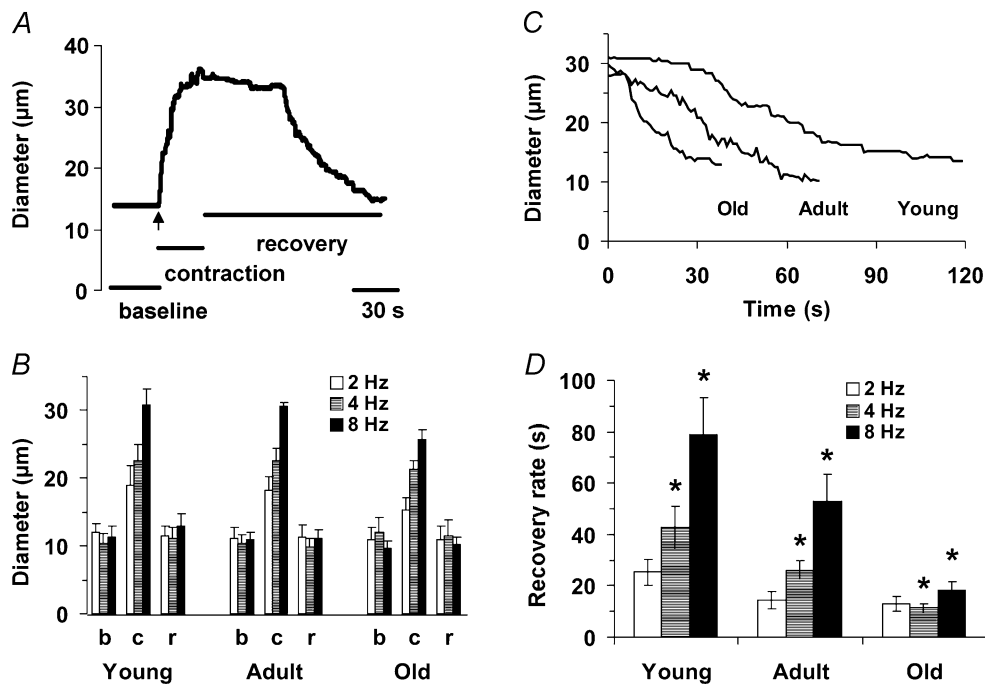 A
40
30
20
10
0
Diameter (µm)
recovery
contraction
baseline
30 s
C
30
20
10
0
Diameter (µm)
Old Adult Young
0 30 60 90 120
Time (s)
B
30
20
10
0
Diameter (µm)
2 Hz
4 Hz
8 Hz
b c r b c r b c r
Young Adult Old
D
100
80
60
40
20
0
Recovery rate (s)
2 Hz
4 Hz
8 Hz
* * * * * *
Young Adult Old